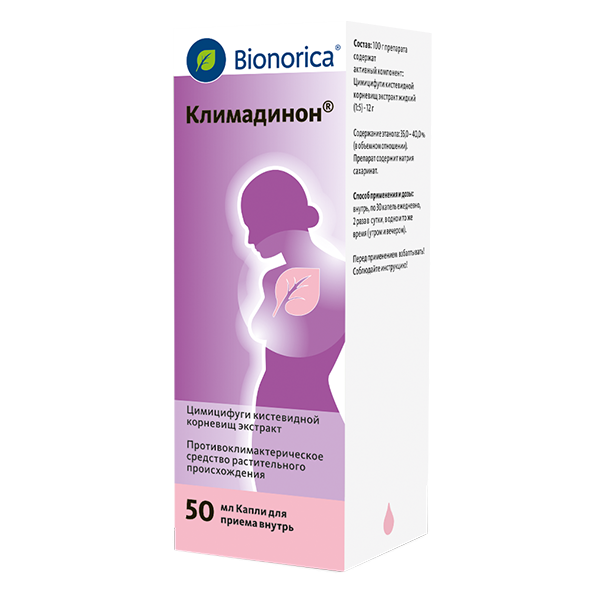 Bionorica®
Климадинон®
Цимицифуги кистевидной
корневищ экстракт
Противоклимактерическое
средство растительного
происхождения
50 мл Капли для
приема внутрь
Состав: 100 г препарата
содержат
активный компонент:
Цимицифуги кистевидной
корневищ экстракт жидкий
(1:5) - 12 г
Содержание этанола: 35,0 – 40,0 %
(в объемном отношении).
Препарат содержит натрия
сахаринат.
Способ применения и дозы:
внутрь, по 30 капель ежедневно,
2 раза в сутки, в одно и то же
время (утром и вечером).
Перед применением взбалтывать!
Соблюдайте инструкцию!